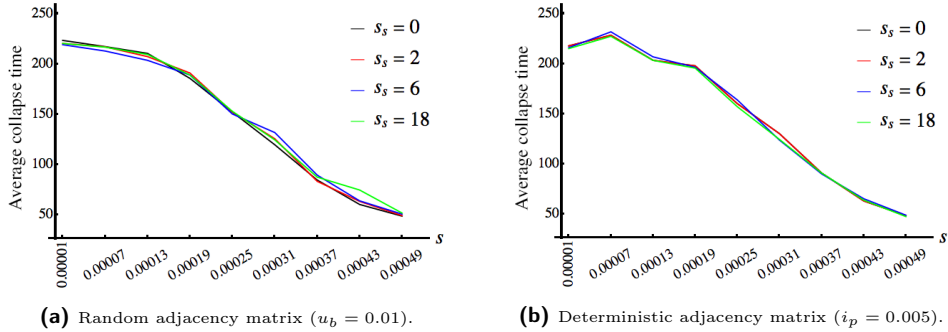 Average collapse time
250
200
150
100
50
s_s = 0
s_s = 2
s_s = 6
s_s = 18
s
0.00001
0.00007
0.00013
0.00019
0.00025
0.00031
0.00037
0.00043
0.00049
(a) Random adjacency matrix (u_b = 0.01).
Average collapse time
250
200
150
100
50
s_s = 0
s_s = 2
s_s = 6
s_s = 18
s
0.00001
0.00007
0.00013
0.00019
0.00025
0.00031
0.00037
0.00043
0.00049
(b) Deterministic adjacency matrix (i_p = 0.005).